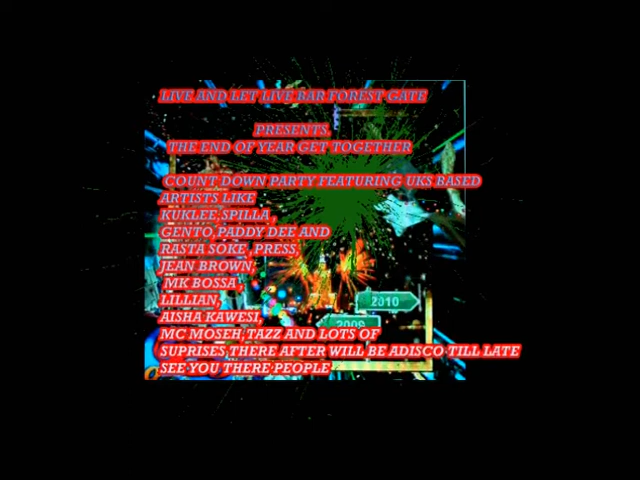 LIVE AND LET LIVE BAR FOREST GATE
PRESENTS
THE END OF YEAR GET TOGETHER
COUNT DOWN PARTY FEATURING UKS BASED
ARTISTS LIKE
KUKLEE,SPILLA,
GENTO,PADDY DEE AND
RASTA SOKE ,PRESS,
JEAN BROWN,
MK BOSSA ,
LILLIAN,
AISHA KAWESI,
MC MOSEH,TAZZ AND LOTS OF
SUPRISES,THERE AFTER WILL BE ADISCO TILL LATE
SEE YOU THERE PEOPLE
2010
2009